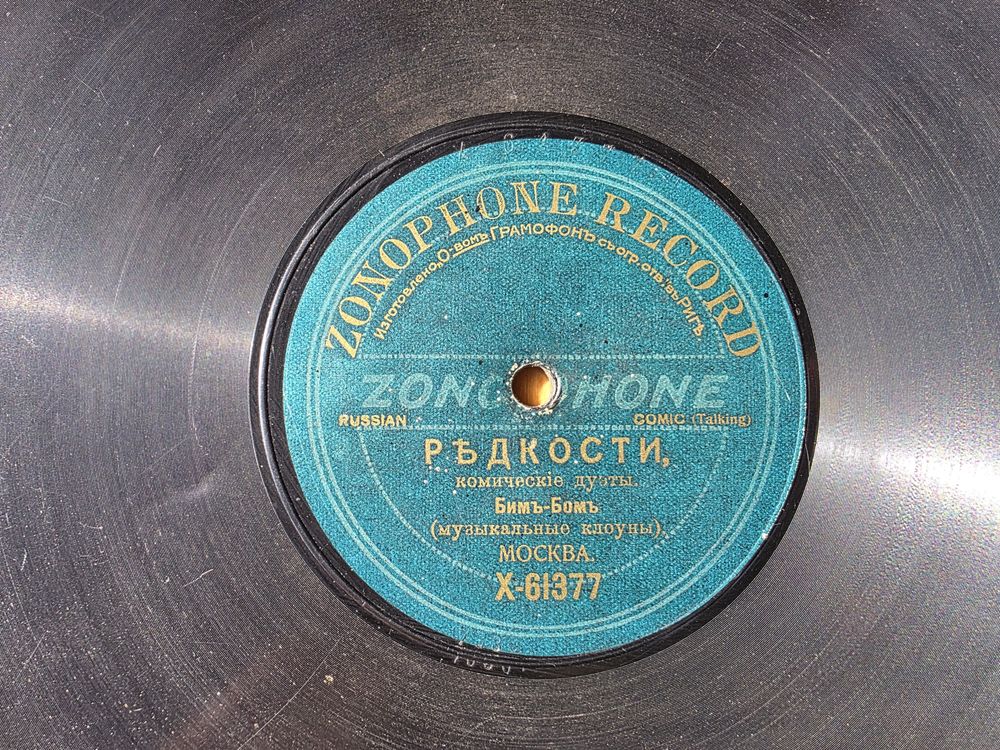 ZONOPHONE RECORD
Изготовлено „О-вомъ ГРАМОФОНЪ съ огр. отв.“ въ Ригѣ.
ZONOPHONE
RUSSIAN COMIC (Talking)
РѢДКОСТИ,
комическіе дуэты.
Бимъ-Бомъ
(музыкальные клоуны).
МОСКВА.
X-61377